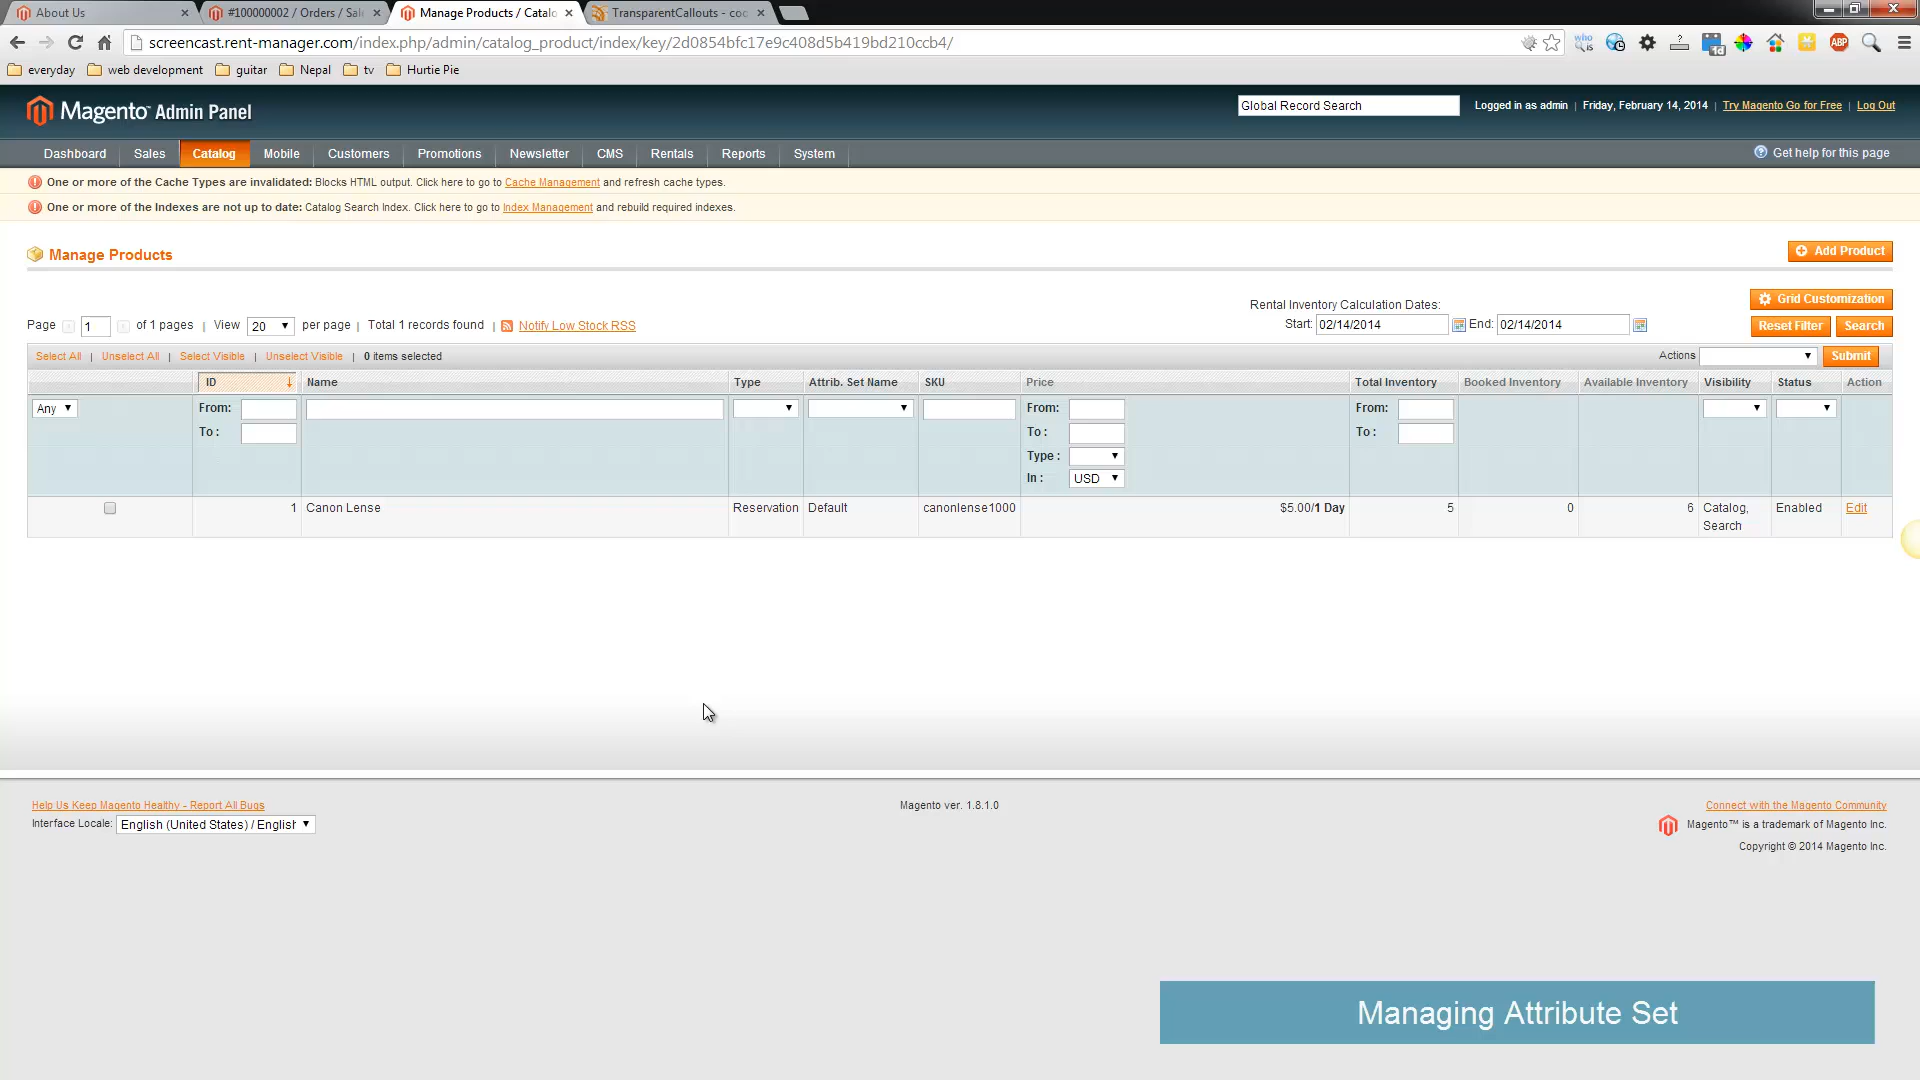 About Us
#100000002 / Orders / Sal
Manage Products / Catalo
TransparentCallouts - coo
screencast.rent-manager.com/index.php/admin/catalog_product/index/key/2d0854bfc17e9c408d5b419bd210ccb4/
everyday web development guitar Nepal tv Hurtie Pie
Magento™ Admin Panel
Global Record Search
Logged in as admin | Friday, February 14, 2014 | Try Magento Go for Free | Log Out
Dashboard Sales Catalog Mobile Customers Promotions Newsletter CMS Rentals Reports System
Get help for this page
One or more of the Cache Types are invalidated: Blocks HTML output. Click here to go to Cache Management and refresh cache types.
One or more of the Indexes are not up to date: Catalog Search Index. Click here to go to Index Management and rebuild required indexes.
Manage Products
Add Product
Rental Inventory Calculation Dates:
Grid Customization
Page 1 of 1 pages | View 20 per page | Total 1 records found | Notify Low Stock RSS
Start: 02/14/2014 End: 02/14/2014
Reset Filter Search
Select All | Unselect All | Select Visible | Unselect Visible | 0 items selected
Actions Submit
ID Name Type Attrib. Set Name SKU Price Total Inventory Booked Inventory Available Inventory Visibility Status Action
Any From: From: From:
To : To : To :
Type :
In : USD
1 Canon Lense Reservation Default canonlense1000 $5.00/1 Day 5 0 6 Catalog, Search Enabled Edit
Help Us Keep Magento Healthy - Report All Bugs
Magento ver. 1.8.1.0
Connect with the Magento Community
Interface Locale: English (United States) / English
Magento™ is a trademark of Magento Inc.
Copyright © 2014 Magento Inc.
Managing Attribute Set